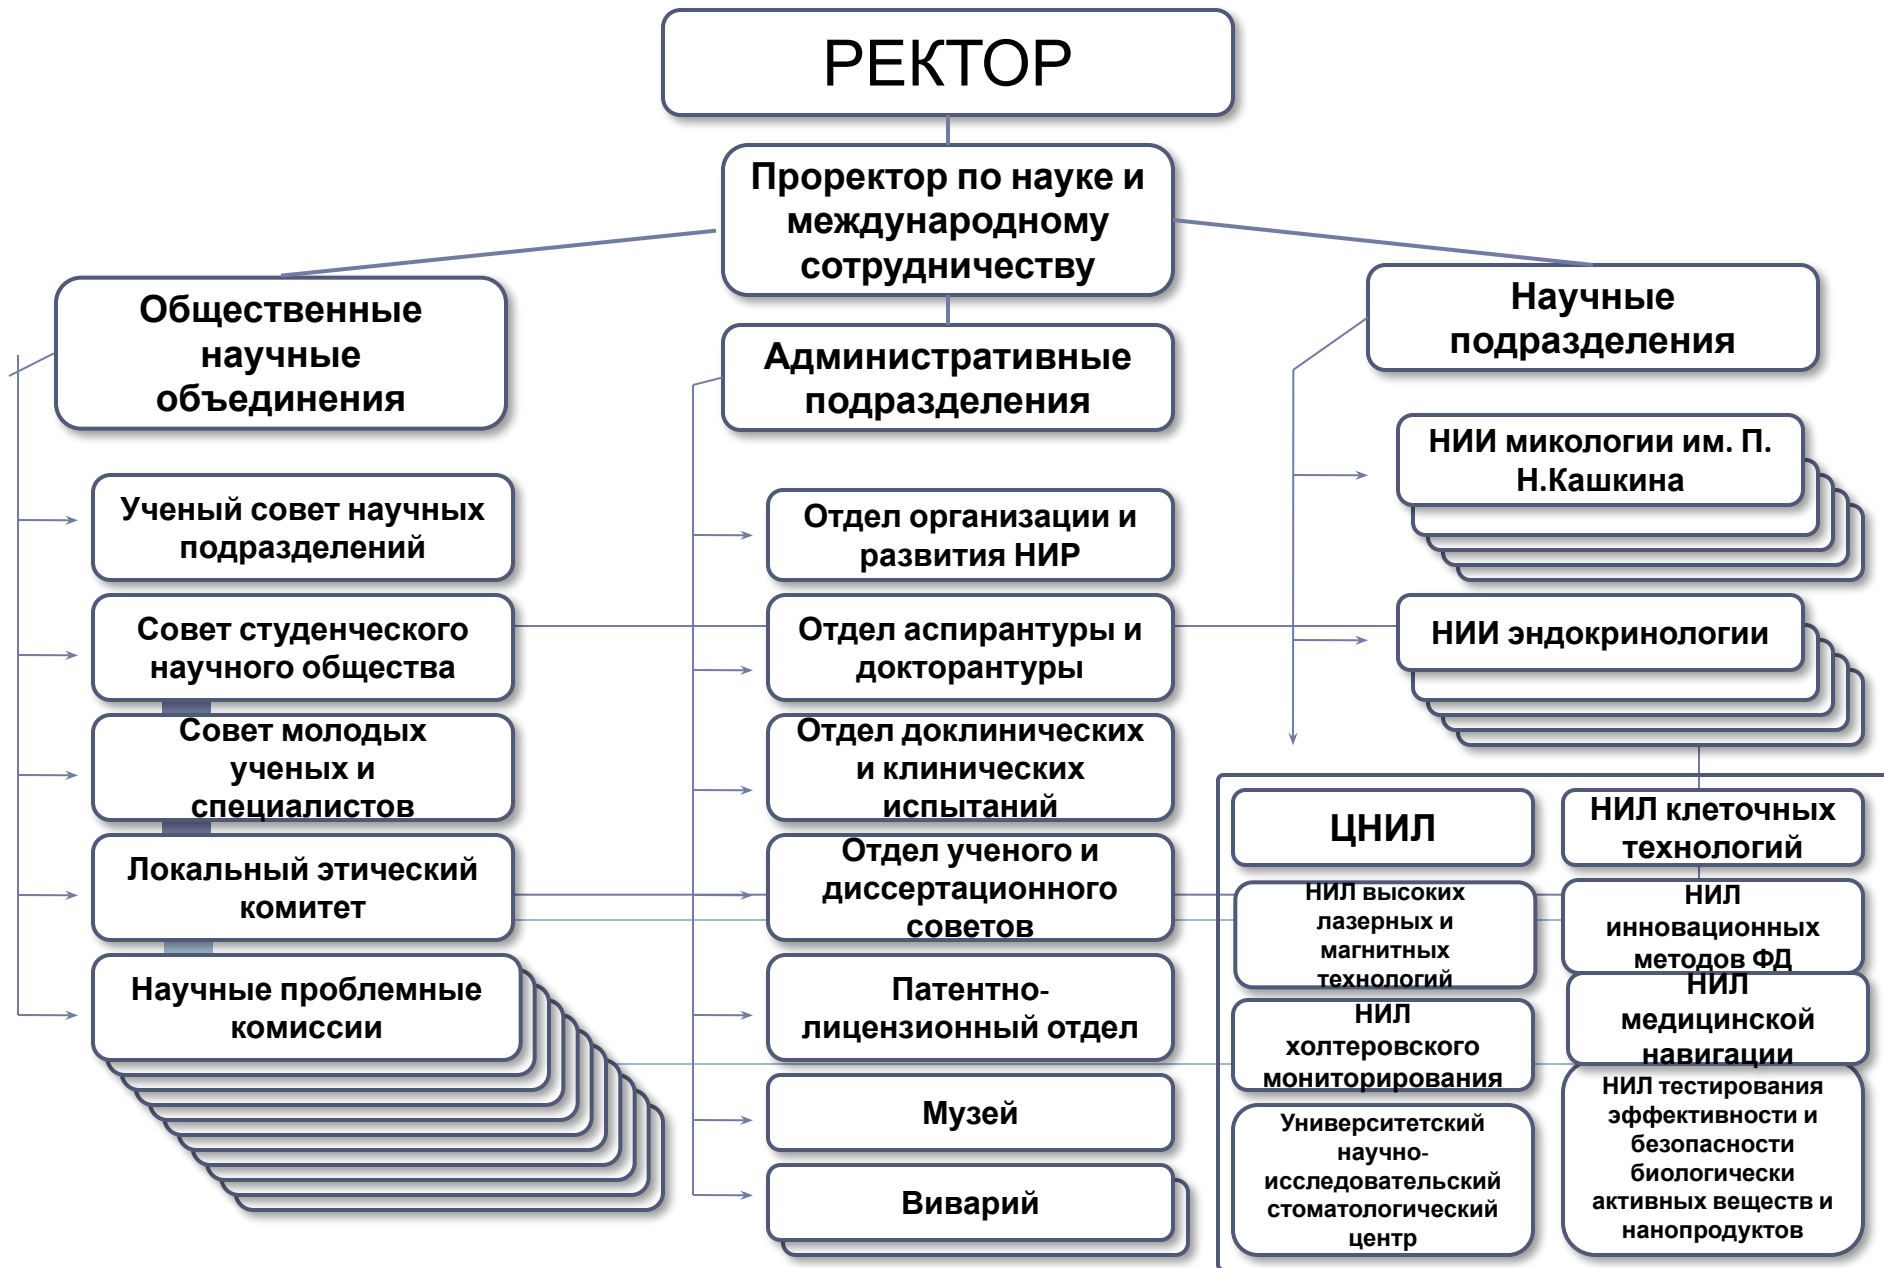 РЕКТОР
Проректор по науке и
международному
сотрудничеству
Общественные
научные
объединения
Административные
подразделения
Научные
подразделения
Ученый совет научных
подразделений
Совет студенческого
научного общества
Совет молодых
ученых и
специалистов
Локальный этический
комитет
Научные проблемные
комиссии
Отдел организации и
развития НИР
Отдел аспирантуры и
докторантуры
Отдел доклинических
и клинических
испытаний
Отдел ученого и
диссертационного
советов
Патентно-
лицензионный отдел
Музей
Виварий
НИИ микологии им. П.
Н.Кашкина
НИИ эндокринологии
ЦНИЛ
НИЛ высоких
лазерных и
магнитных
технологий
НИЛ
холтеровского
мониторирования
Университетский
научно-
исследовательский
стоматологический
центр
НИЛ клеточных
технологий
НИЛ
инновационных
методов ФД
НИЛ
медицинской
навигации
НИЛ тестирования
эффективности и
безопасности
биологически
активных веществ и
нанопродуктов